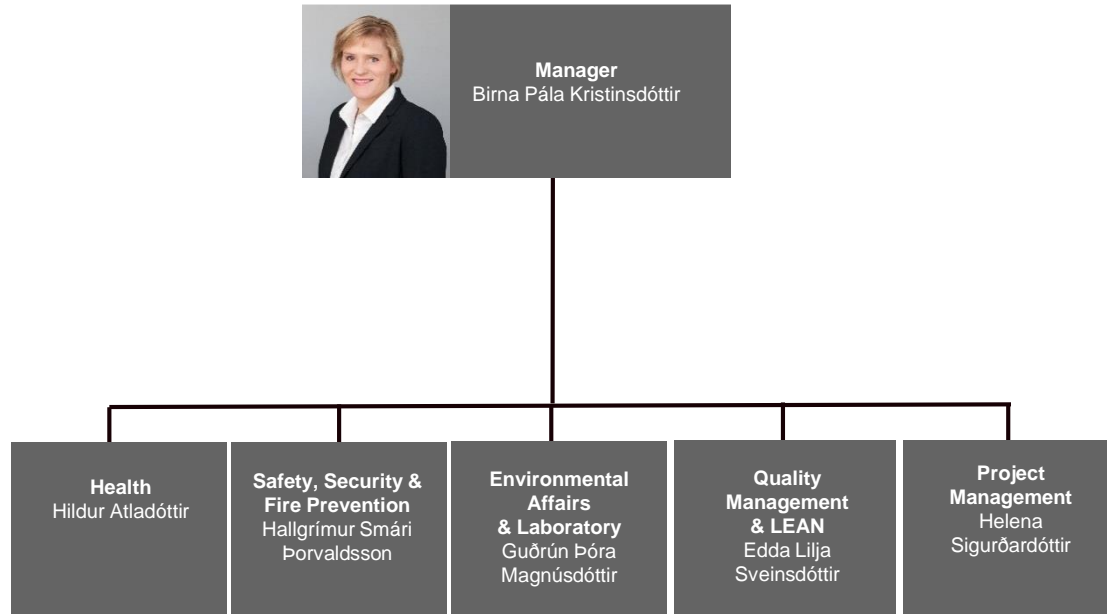 Manager
Birna Pála Kristinsdóttir
Health
Hildur Atladóttir
Safety, Security &
Fire Prevention
Hallgrímur Smári
Þorvaldsson
Environmental
Affairs
& Laboratory
Guðrún Þóra
Magnúsdóttir
Quality
Management
& LEAN
Edda Lilja
Sveinsdóttir
Project
Management
Helena
Sigurðardóttir